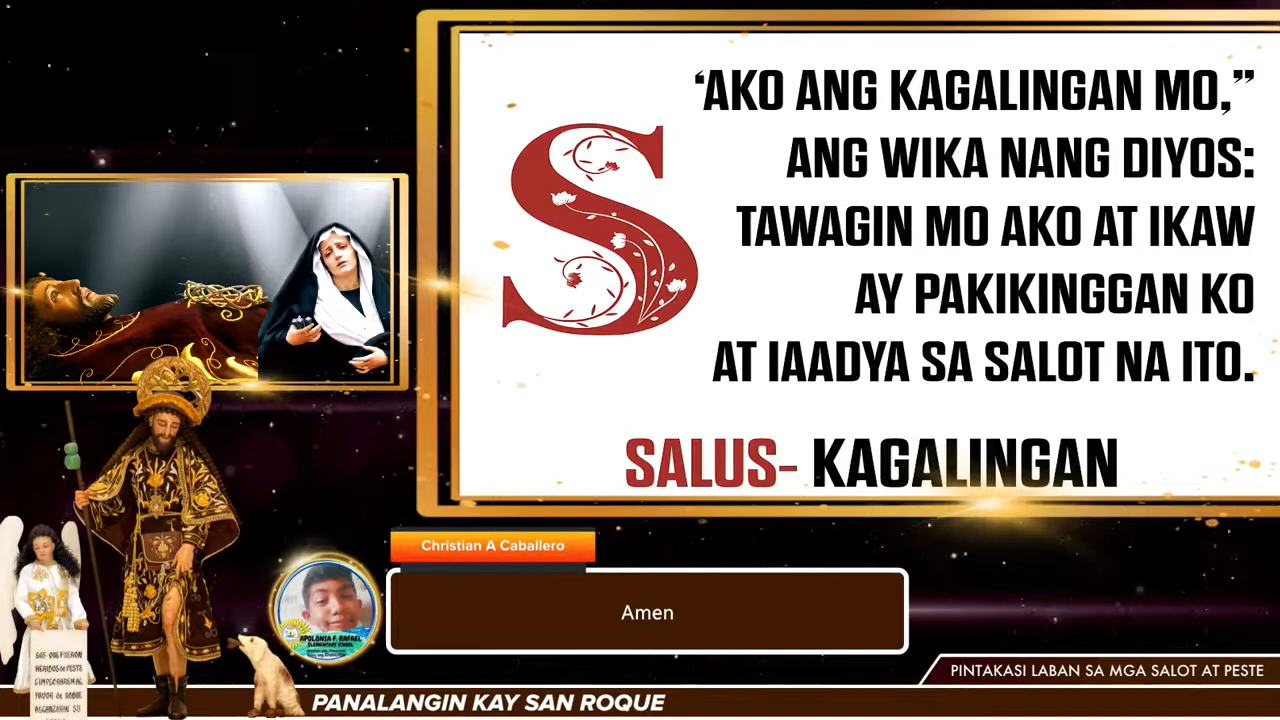 ‘AKO ANG KAGALINGAN MO,”
ANG WIKA NANG DIYOS:
TAWAGIN MO AKO AT IKAW
AY PAKIKINGGAN KO
AT IAADYA SA SALOT NA ITO.
S
SALUS- KAGALINGAN
Christian A Caballero
Amen
APOLONIA F. RAFAEL
ELEMENTARY SCHOOL
PINTAKASI LABAN SA MGA SALOT AT PESTE
PANALANGIN KAY SAN ROQUE